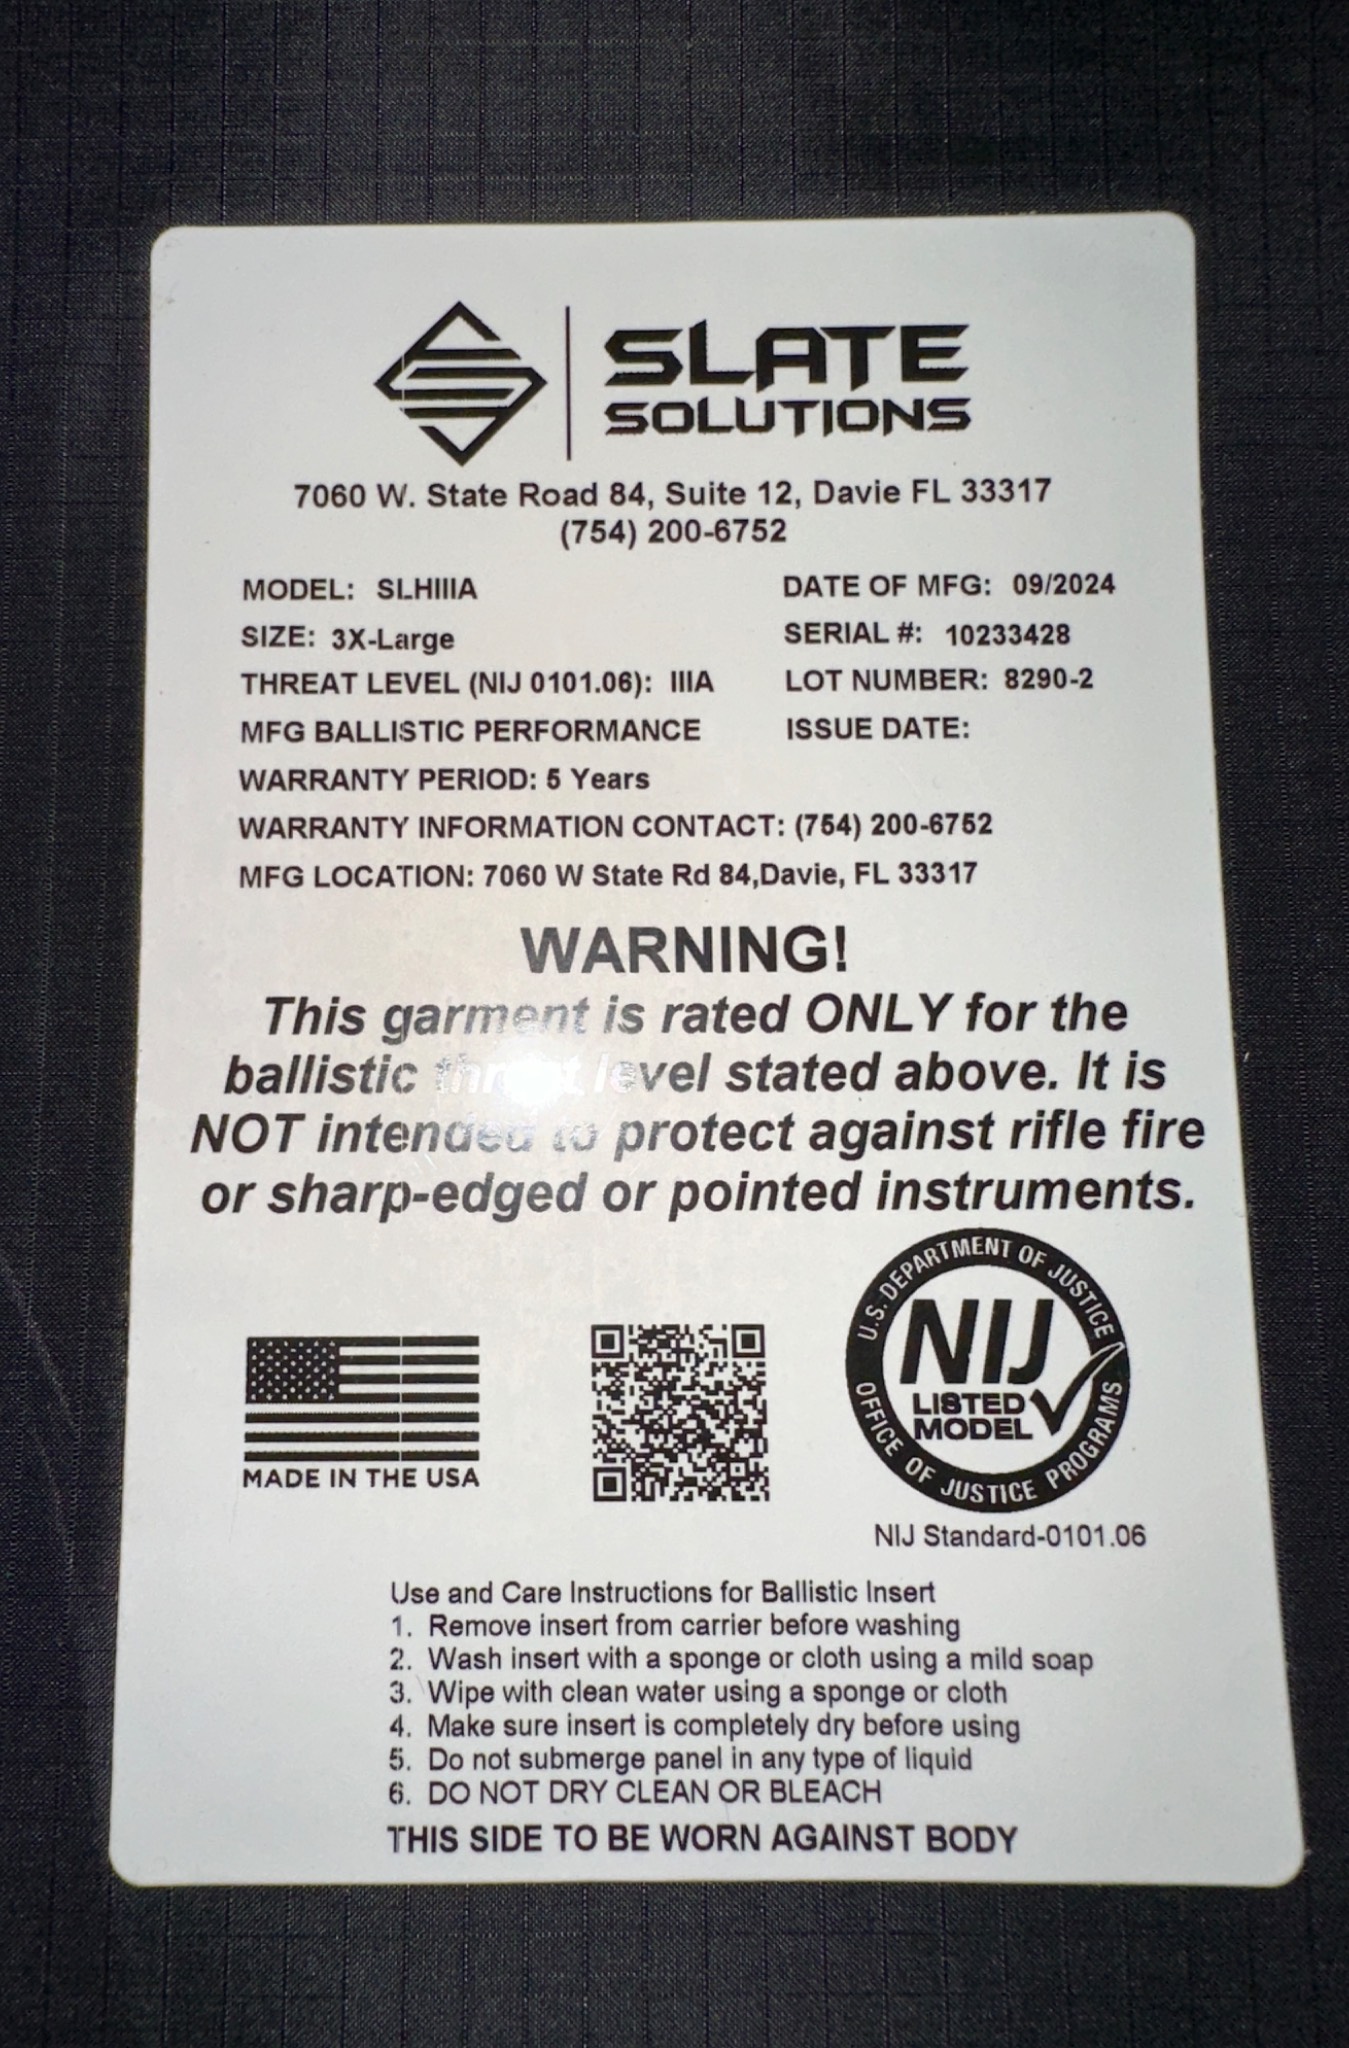 SLATE
SOLUTIONS
7060 W. State Road 84, Suite 12, Davie FL 33317
(754) 200-6752
MODEL: SLHIIIA DATE OF MFG: 09/2024
SIZE: 3X-Large SERIAL #: 10233428
THREAT LEVEL (NIJ 0101.06): IIIA LOT NUMBER: 8290-2
MFG BALLISTIC PERFORMANCE ISSUE DATE:
WARRANTY PERIOD: 5 Years
WARRANTY INFORMATION CONTACT: (754) 200-6752
MFG LOCATION: 7060 W State Rd 84,Davie, FL 33317
WARNING!
This garment is rated ONLY for the
ballistic threat level stated above. It is
NOT intended to protect against rifle fire
or sharp-edged or pointed instruments.
MADE IN THE USA
U.S. DEPARTMENT OF JUSTICE
NIJ
LISTED
MODEL
OFFICE OF JUSTICE PROGRAMS
NIJ Standard-0101.06
Use and Care Instructions for Ballistic Insert
1. Remove insert from carrier before washing
2. Wash insert with a sponge or cloth using a mild soap
3. Wipe with clean water using a sponge or cloth
4. Make sure insert is completely dry before using
5. Do not submerge panel in any type of liquid
6. DO NOT DRY CLEAN OR BLEACH
THIS SIDE TO BE WORN AGAINST BODY